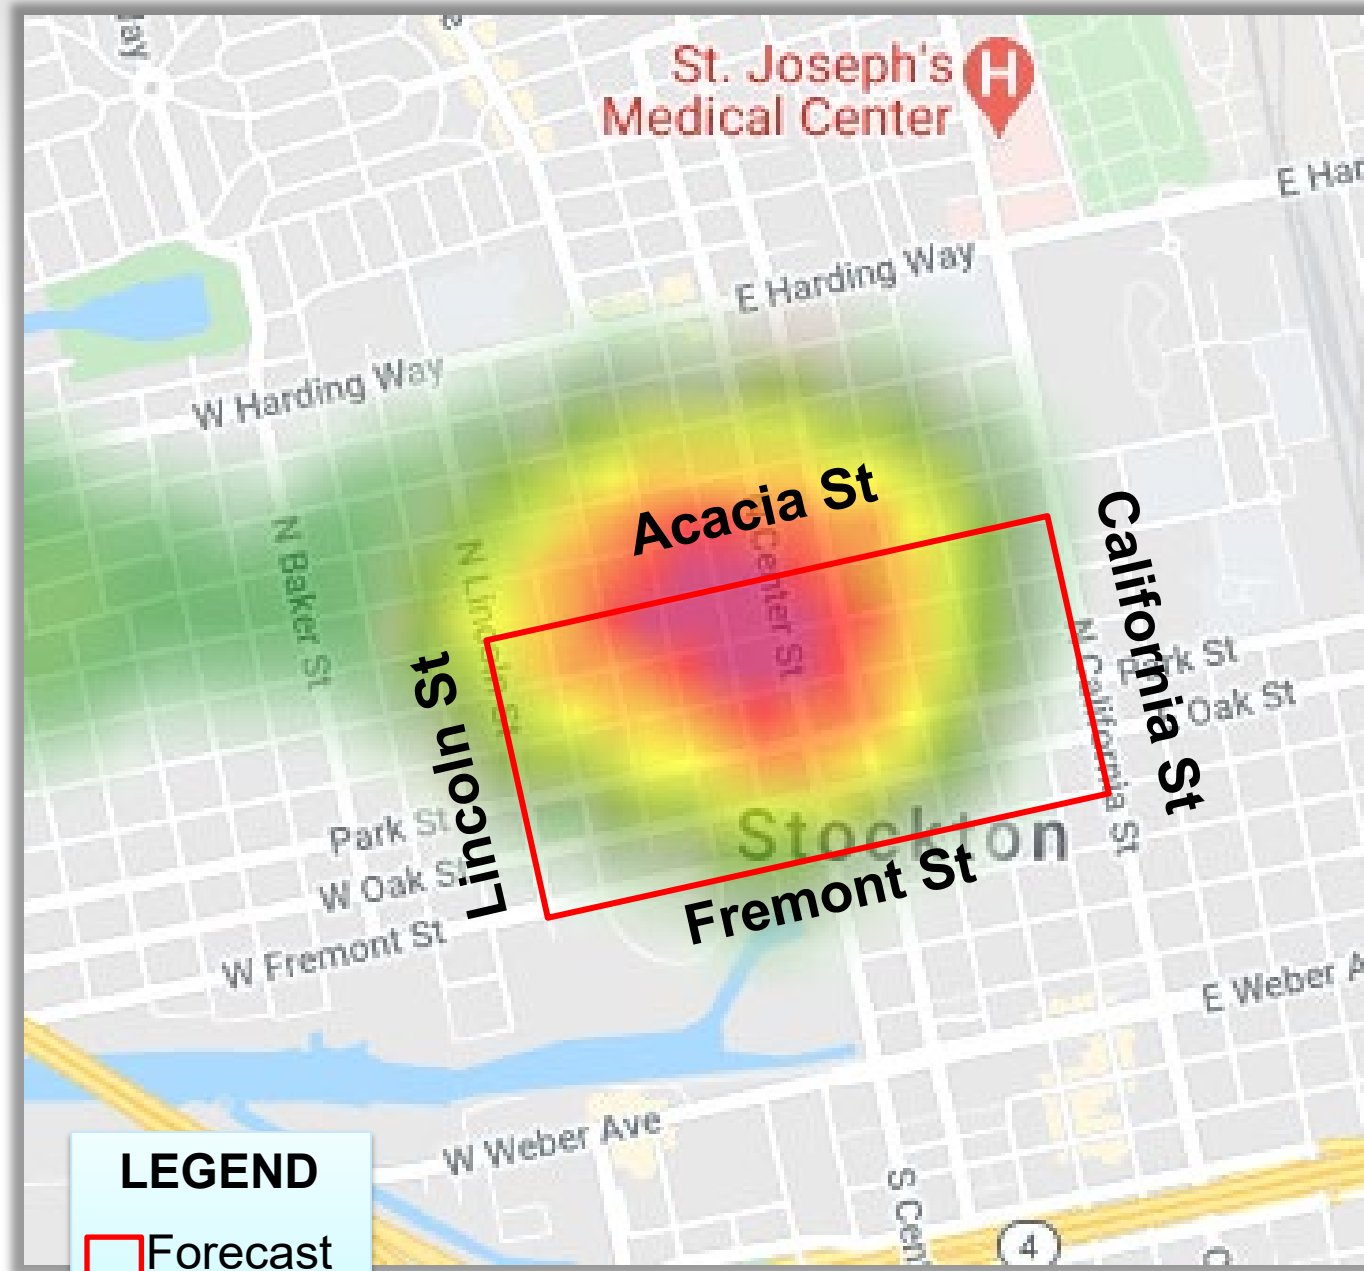 ay
St. Joseph's
Medical Center
E Har
E Harding Way
W Harding Way
Acacia St
N Baker St
N Lincoln St
Center St
California St
N California St
Park St
Oak St
Lincoln St
Park St
W Oak St
W Fremont St
Stockton
Fremont St
E Weber A
W Weber Ave
S Cen
4
LEGEND
Forecast